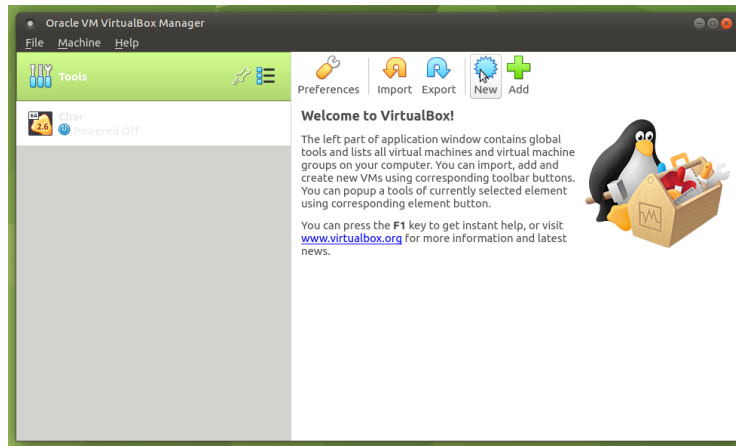 Oracle VM VirtualBox Manager
File Machine Help
Tools
Preferences Import Export New Add
64
2.6
Char
Powered Off
Welcome to VirtualBox!
The left part of application window contains global
tools and lists all virtual machines and virtual machine
groups on your computer. You can import, add and
create new VMs using corresponding toolbar buttons.
You can popup a tools of currently selected element
using corresponding element button.
You can press the F1 key to get instant help, or visit
www.virtualbox.org for more information and latest
news.